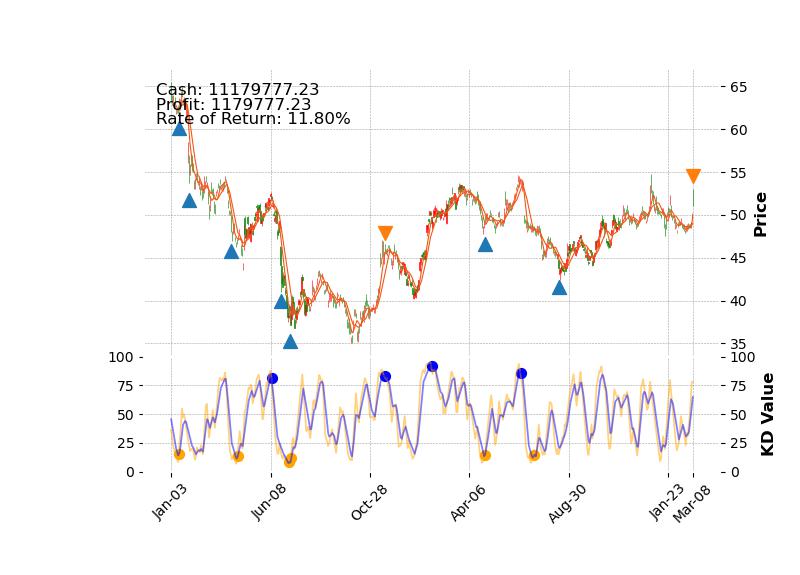 Cash: 11179777.23
Profit: 1179777.23
Rate of Return: 11.80%
65
60
55
50
45
40
35
Price
100
75
50
25
0
100
75
50
25
0
KD Value
Jan-03
Jun-08
Oct-28
Apr-06
Aug-30
Jan-23
Mar-08